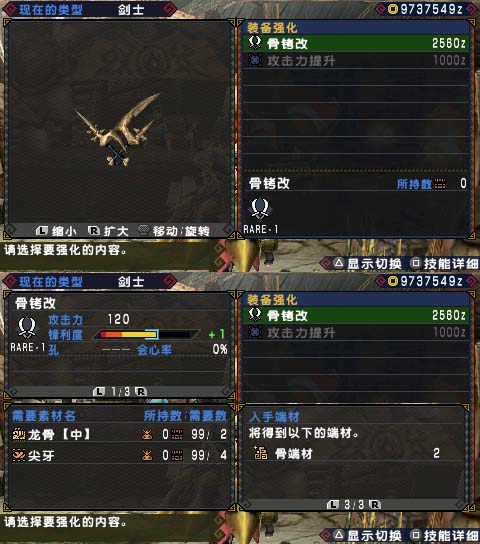 现在的类型 剑士
9737549z
装备强化
骨铳改 2560z
攻击力提升 1000z
骨铳改 所持数 0
RARE-1
L 缩小 R 扩大 移动/旋转
请选择要强化的内容。
△显示切换 □技能详细
现在的类型 剑士
9737549z
骨铳改
攻击力 120
锋利度 +1
RARE-1 孔 --- 会心率 0%
L 1/3 R
装备强化
骨铳改 2560z
攻击力提升 1000z
需要素材名 所持数/需要数
龙骨【中】 0 99/ 2
尖牙 0 99/ 4
入手端材
将得到以下的端材。
骨端材 2
L 3/3 R
请选择要强化的内容。
△显示切换 □技能详细